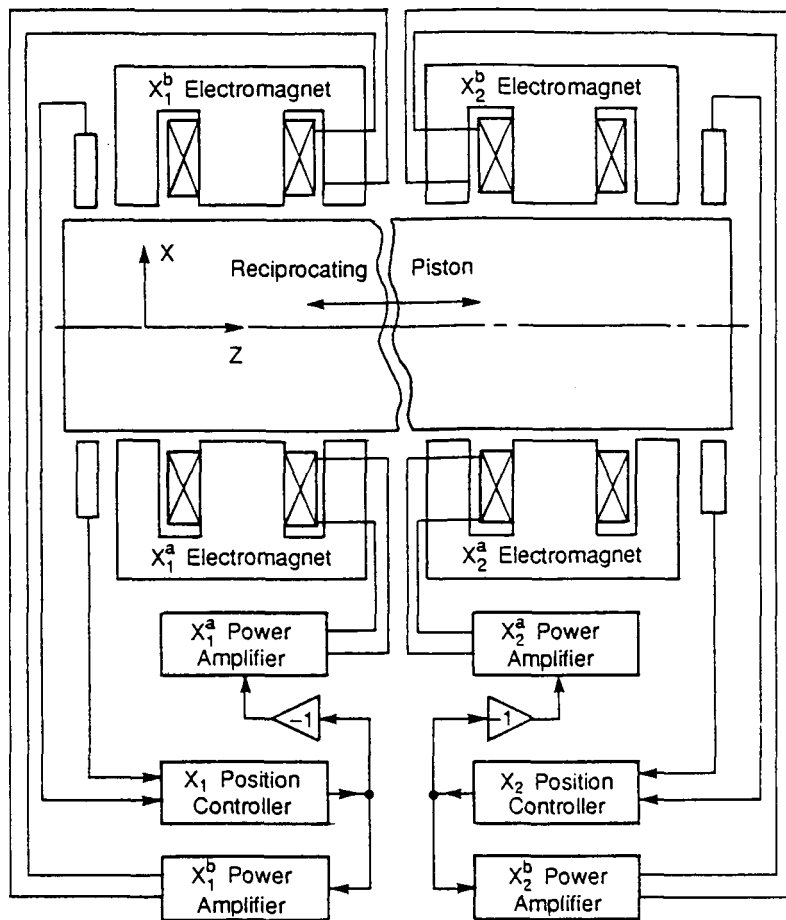 X₁ᵇ Electromagnet
X₂ᵇ Electromagnet
X
Reciprocating
Piston
Z
X₁ᵃ Electromagnet
X₂ᵃ Electromagnet
X₁ᵃ Power
Amplifier
X₂ᵃ Power
Amplifier
-1
-1
X₁ Position
Controller
X₂ Position
Controller
X₁ᵇ Power
Amplifier
X₂ᵇ Power
Amplifier